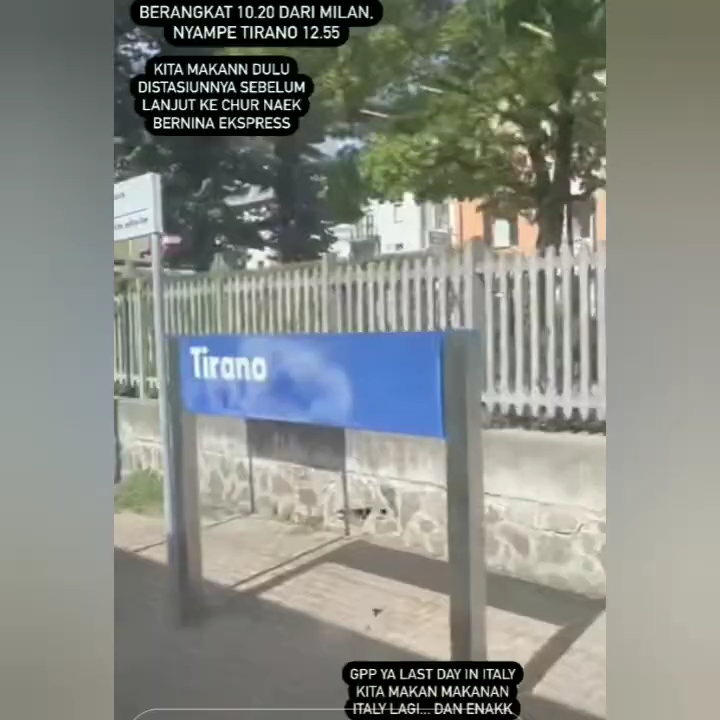 BERANGKAT 10.20 DARI MILAN,
NYAMPE TIRANO 12.55
KITA MAKANN DULU
DISTASIUNNYA SEBELUM
LANJUT KE CHUR NAEK
BERNINA EKSPRESS
Tirano
GPP YA LAST DAY IN ITALY
KITA MAKAN MAKANAN
ITALY LAGI... DAN ENAKK